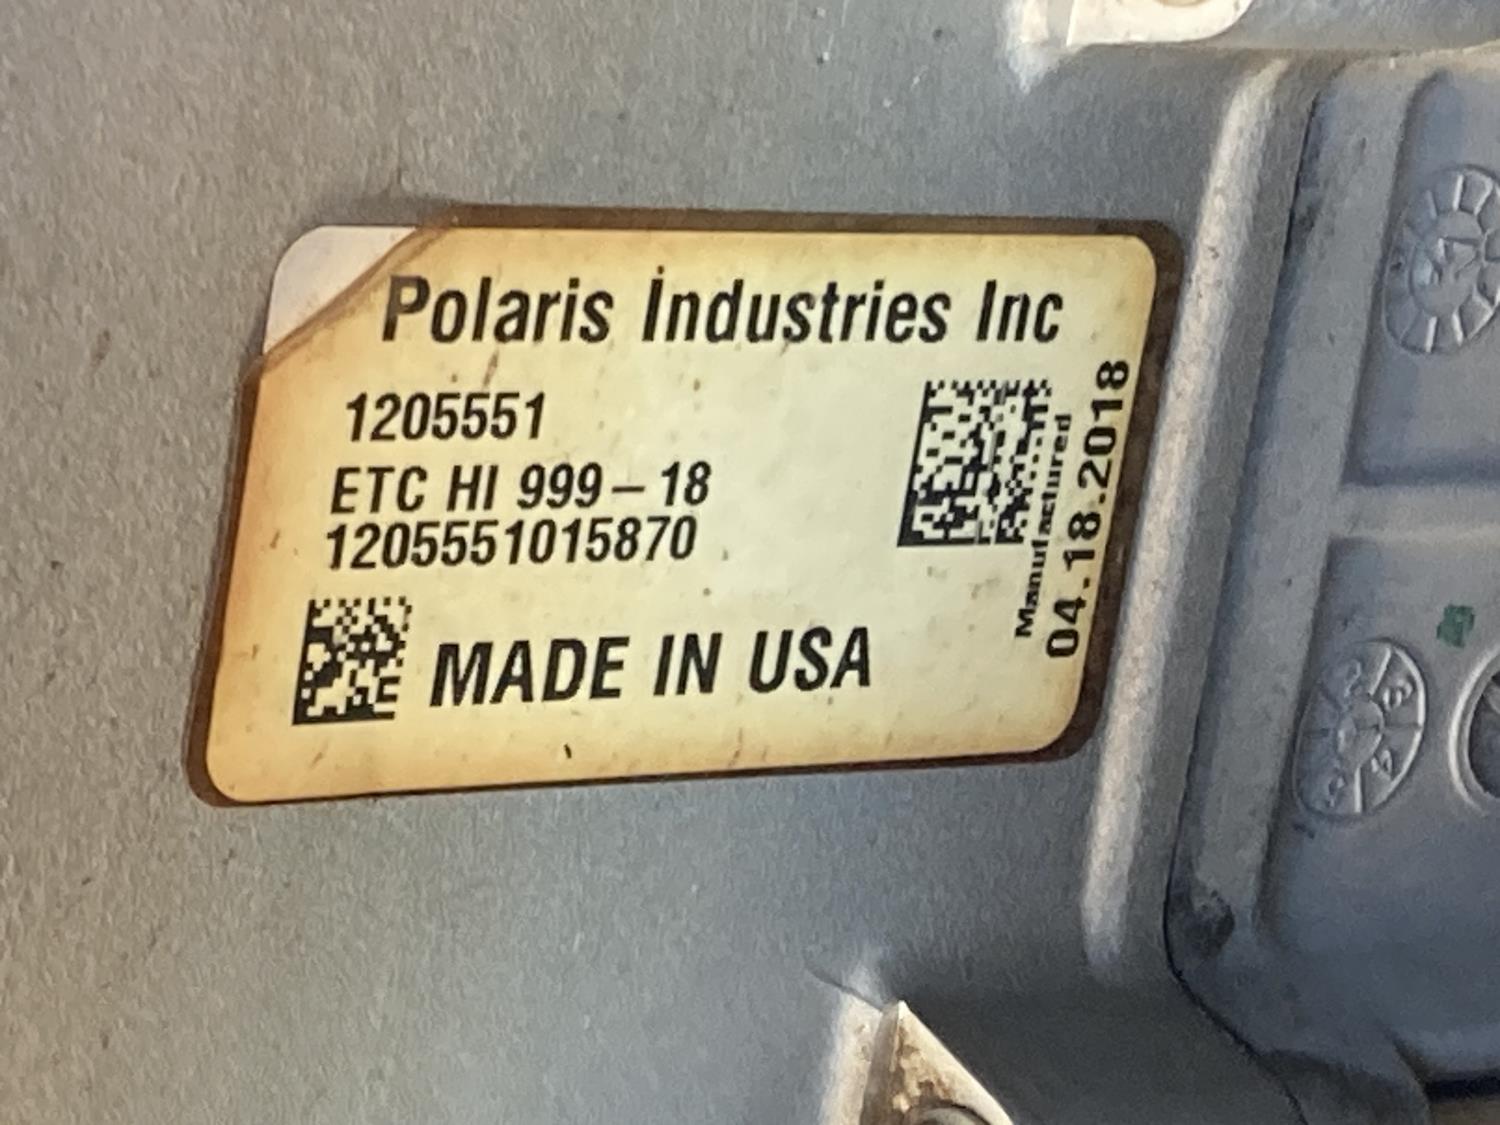 Polaris Industries Inc
1205551
ETC HI 999-18
1205551015870
MADE IN USA
Manufactured
04.18.2018